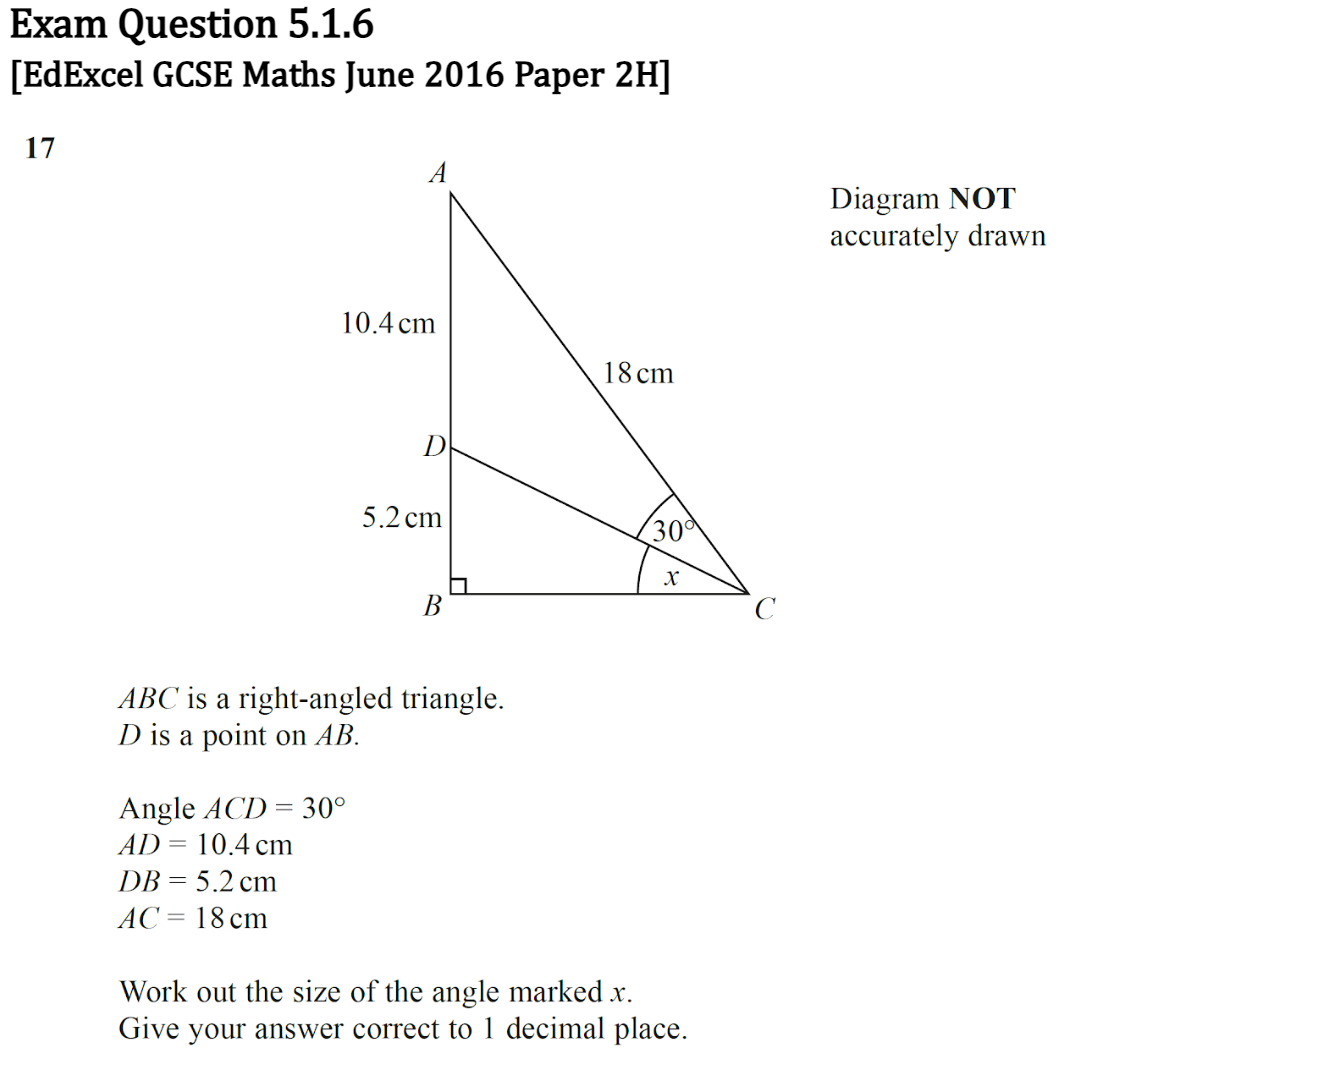 Exam Question 5.1.6
[EdExcel GCSE Maths June 2016 Paper 2H]
17
A
Diagram NOT
accurately drawn
10.4 cm
18 cm
D
5.2 cm
30°
x
B
C
ABC is a right-angled triangle.
D is a point on AB.
Angle ACD = 30°
AD = 10.4 cm
DB = 5.2 cm
AC = 18 cm
Work out the size of the angle marked x.
Give your answer correct to 1 decimal place.